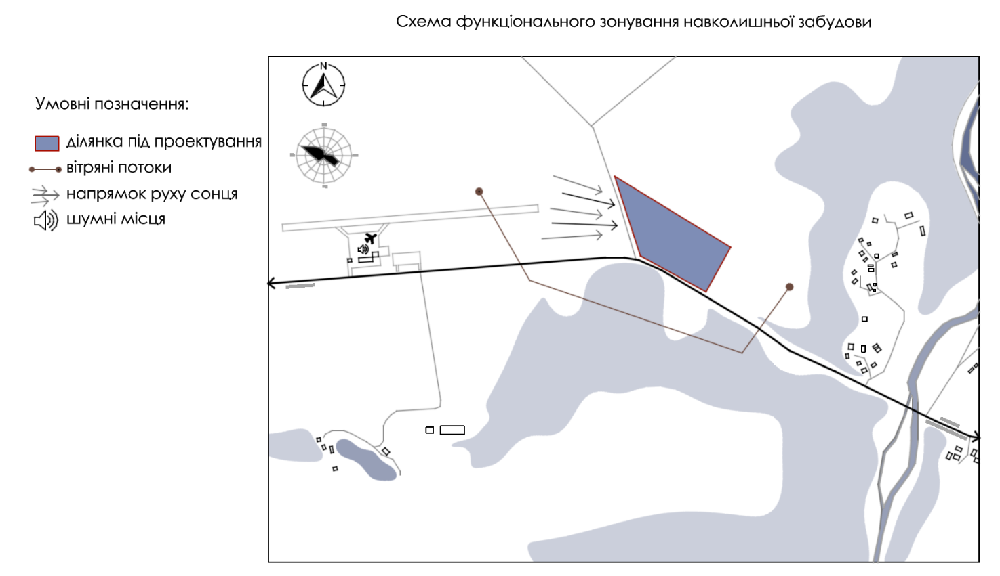 Схема функціонального зонування навколишньої забудови
N
Умовні позначення:
ділянка під проектування
вітряні потоки
напрямок руху сонця
шумні місця